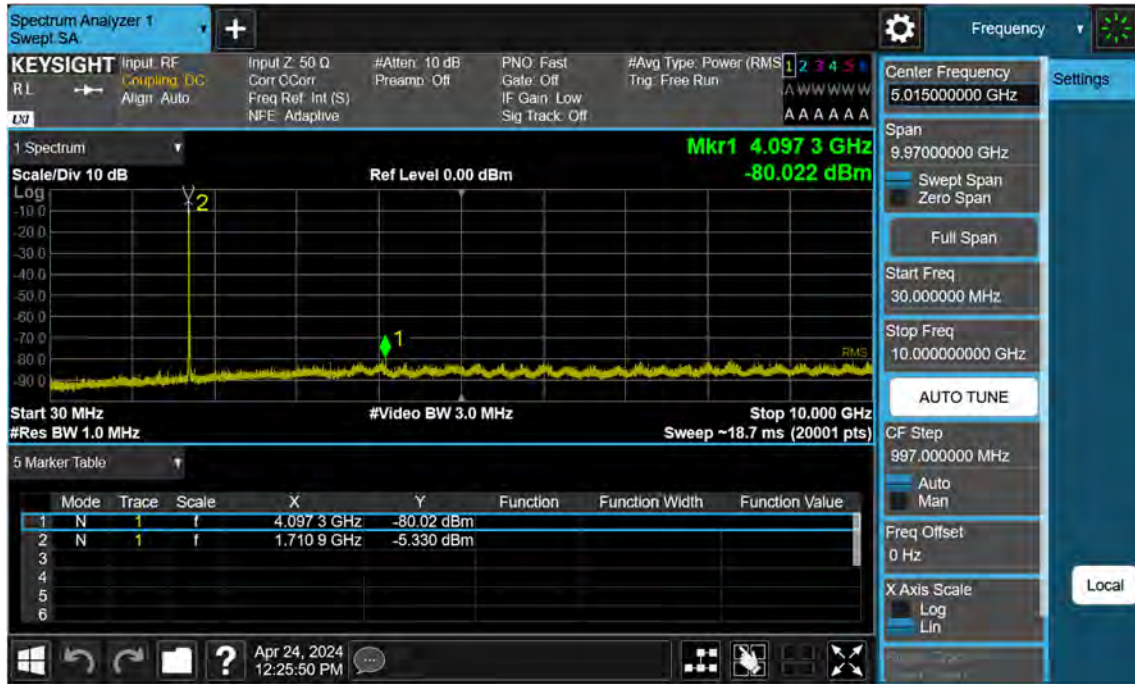 Spectrum Analyzer 1
Swept SA
+
Frequency
KEYSIGHT
RL
LXI
Input: RF
Coupling: DC
Align: Auto
Input Z: 50 Ω
Corr CCorr
Freq Ref: Int (S)
NFE: Adaptive
#Atten: 10 dB
Preamp: Off
PNO: Fast
Gate: Off
IF Gain: Low
Sig Track: Off
#Avg Type: Power (RMS
Trig: Free Run
1 2 3 4 5 6
A W W W W W
A A A A A A
1 Spectrum
Scale/Div 10 dB
Ref Level 0.00 dBm
Mkr1 4.097 3 GHz
-80.022 dBm
Log
-10.0
-20.0
-30.0
-40.0
-50.0
-60.0
-70.0
-80.0
-90.0
2
1
RMS
Start 30 MHz
#Video BW 3.0 MHz
Stop 10.000 GHz
#Res BW 1.0 MHz
Sweep ~18.7 ms (20001 pts)
5 Marker Table
Mode Trace Scale X Y Function Function Width Function Value
1 N 1 f 4.097 3 GHz -80.02 dBm
2 N 1 f 1.710 9 GHz -5.330 dBm
3
4
5
6
?
Apr 24, 2024
12:25:50 PM
Center Frequency
5.015000000 GHz
Settings
Span
9.97000000 GHz
Swept Span
Zero Span
Full Span
Start Freq
30.000000 MHz
Stop Freq
10.000000000 GHz
AUTO TUNE
CF Step
997.000000 MHz
Auto
Man
Freq Offset
0 Hz
X Axis Scale
Log
Lin
Local